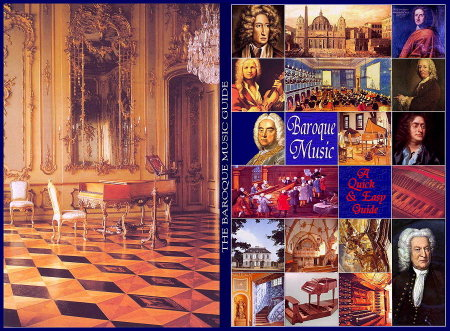 THE BAROQUE MUSIC GUIDE
Baroque
Music
A
Quick
& Easy
Guide